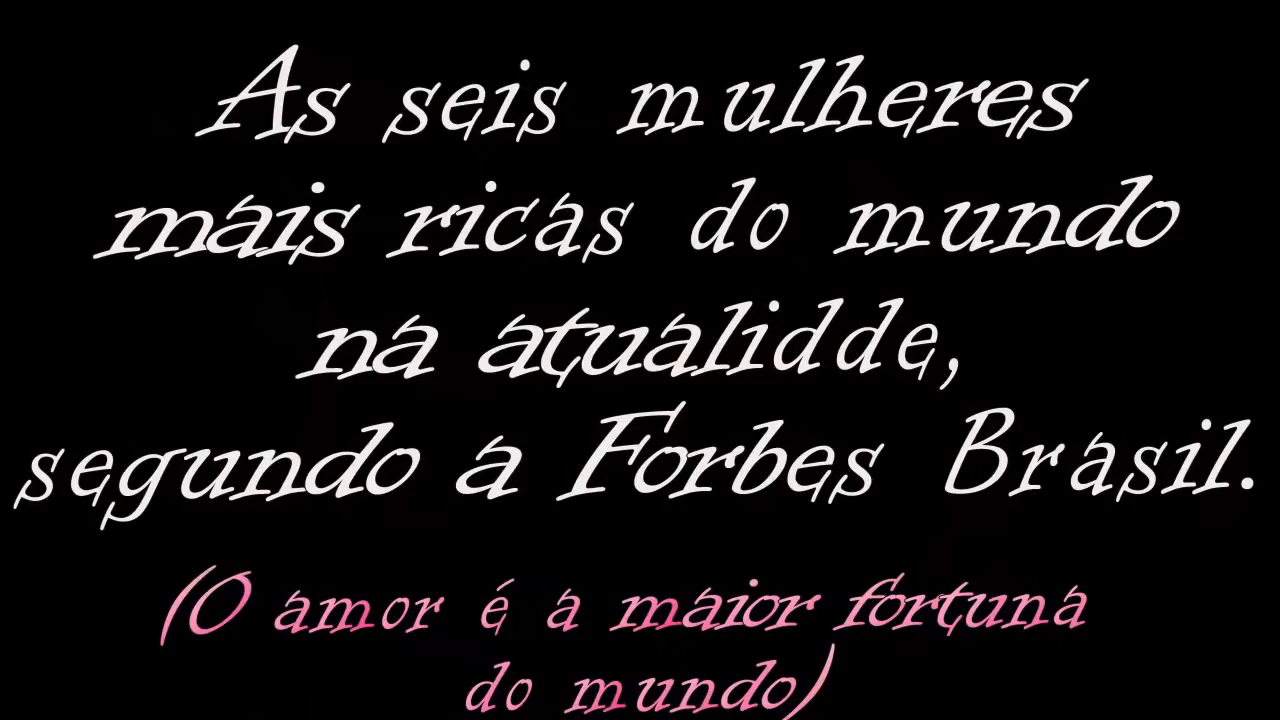 As seis mulheres
mais ricas do mundo
na atualidde,
segundo a Forbes Brasil.
(O amor é a maior fortuna
do mundo)